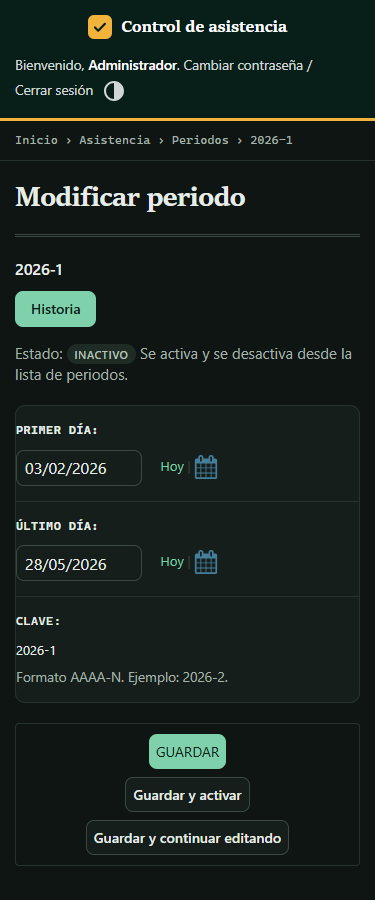 Control de asistencia
Bienvenido, Administrador. Cambiar contraseña /
Cerrar sesión
Inicio › Asistencia › Periodos › 2026-1
Modificar periodo
2026-1
Historia
Estado: INACTIVO Se activa y se desactiva desde la
lista de periodos.
PRIMER DÍA:
03/02/2026 Hoy |
ÚLTIMO DÍA:
28/05/2026 Hoy |
CLAVE:
2026-1
Formato AAAA-N. Ejemplo: 2026-2.
GUARDAR
Guardar y activar
Guardar y continuar editando